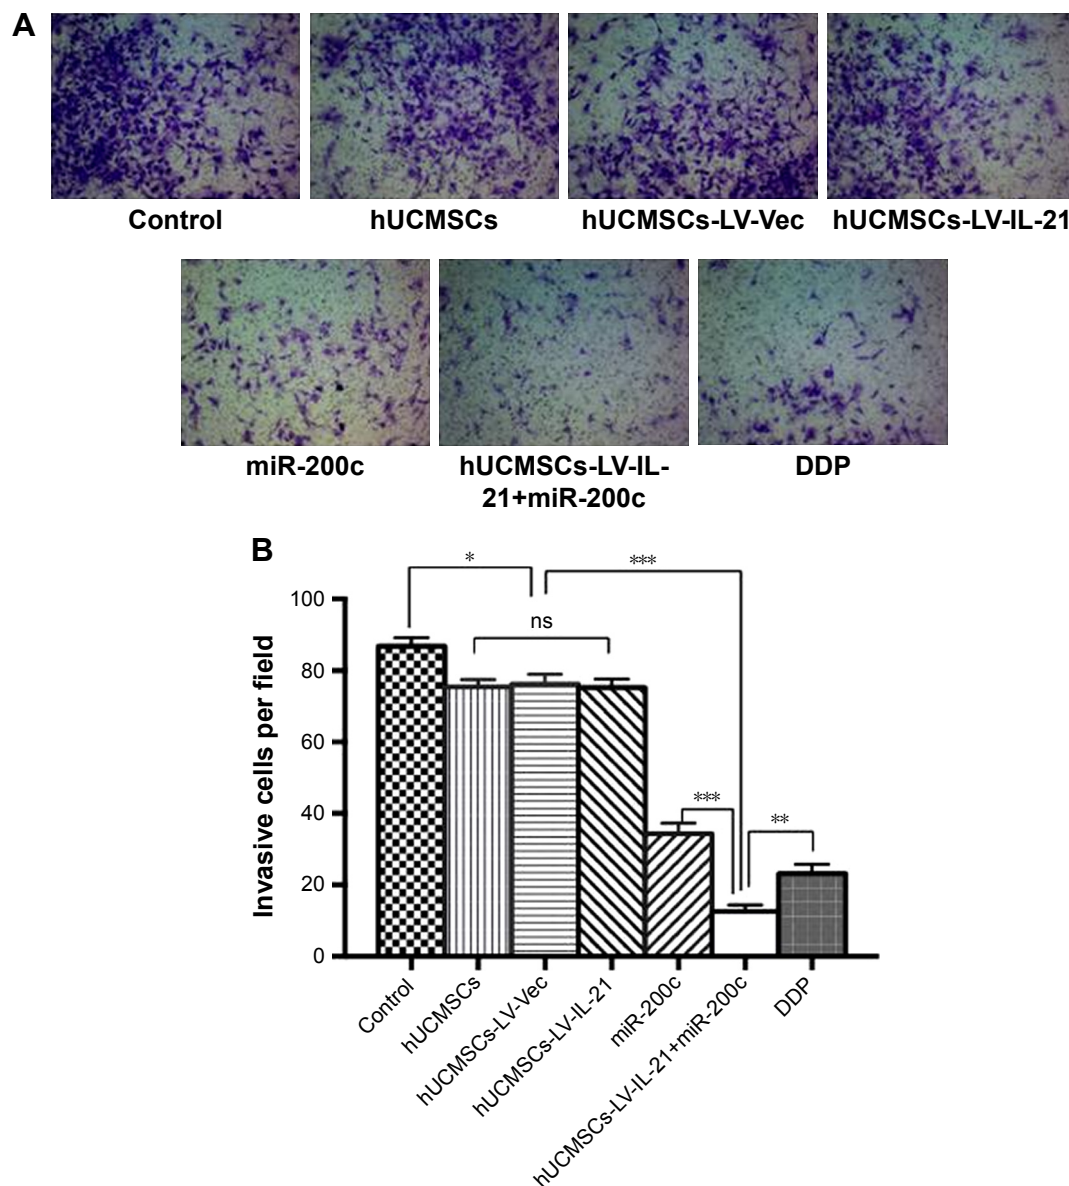 A
Control
hUCMSCs
hUCMSCs-LV-Vec
hUCMSCs-LV-IL-21
miR-200c
hUCMSCs-LV-IL-
21+miR-200c
DDP
B
*
***
ns
***
**
Invasive cells per field
100
80
60
40
20
0
Control
hUCMSCs
hUCMSCs-LV-Vec
hUCMSCs-LV-IL-21
miR-200c
hUCMSCs-LV-IL-21+miR-200c
DDP